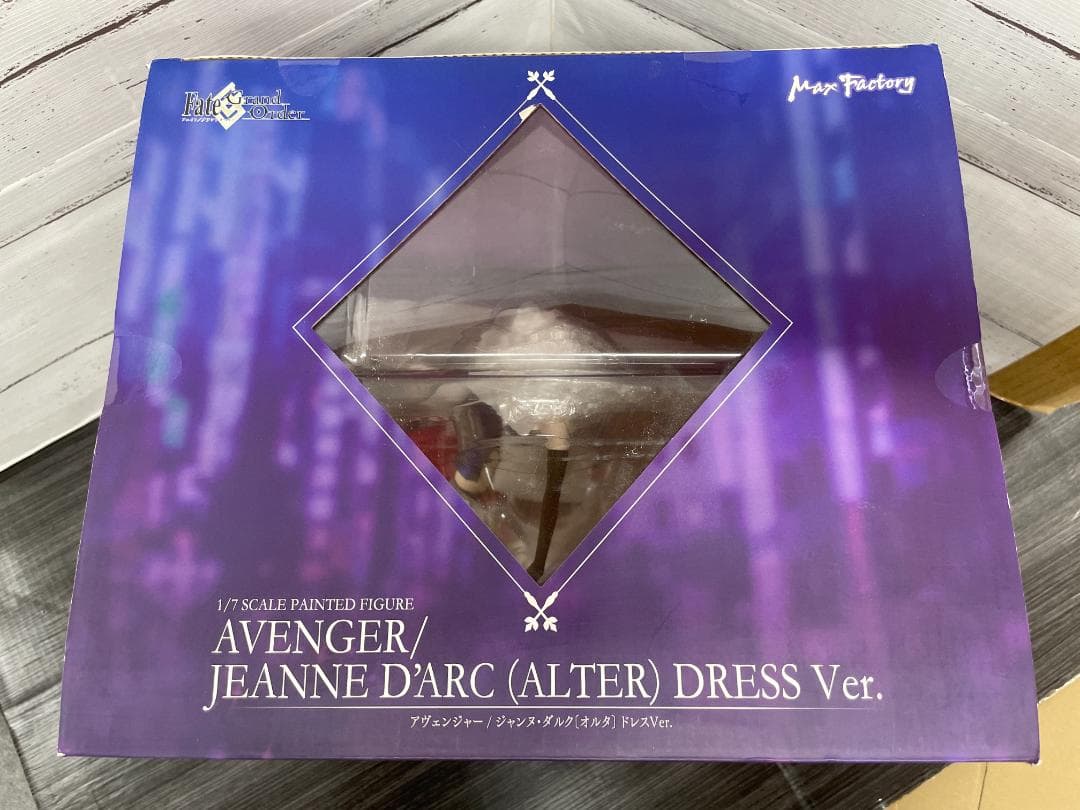 Fate
Grand
Order
Max Factory
1/7 SCALE PAINTED FIGURE
AVENGER/
JEANNE D'ARC (ALTER) DRESS Ver.
アヴェンジャー / ジャンヌ・ダルク［オルタ］ドレスVer.